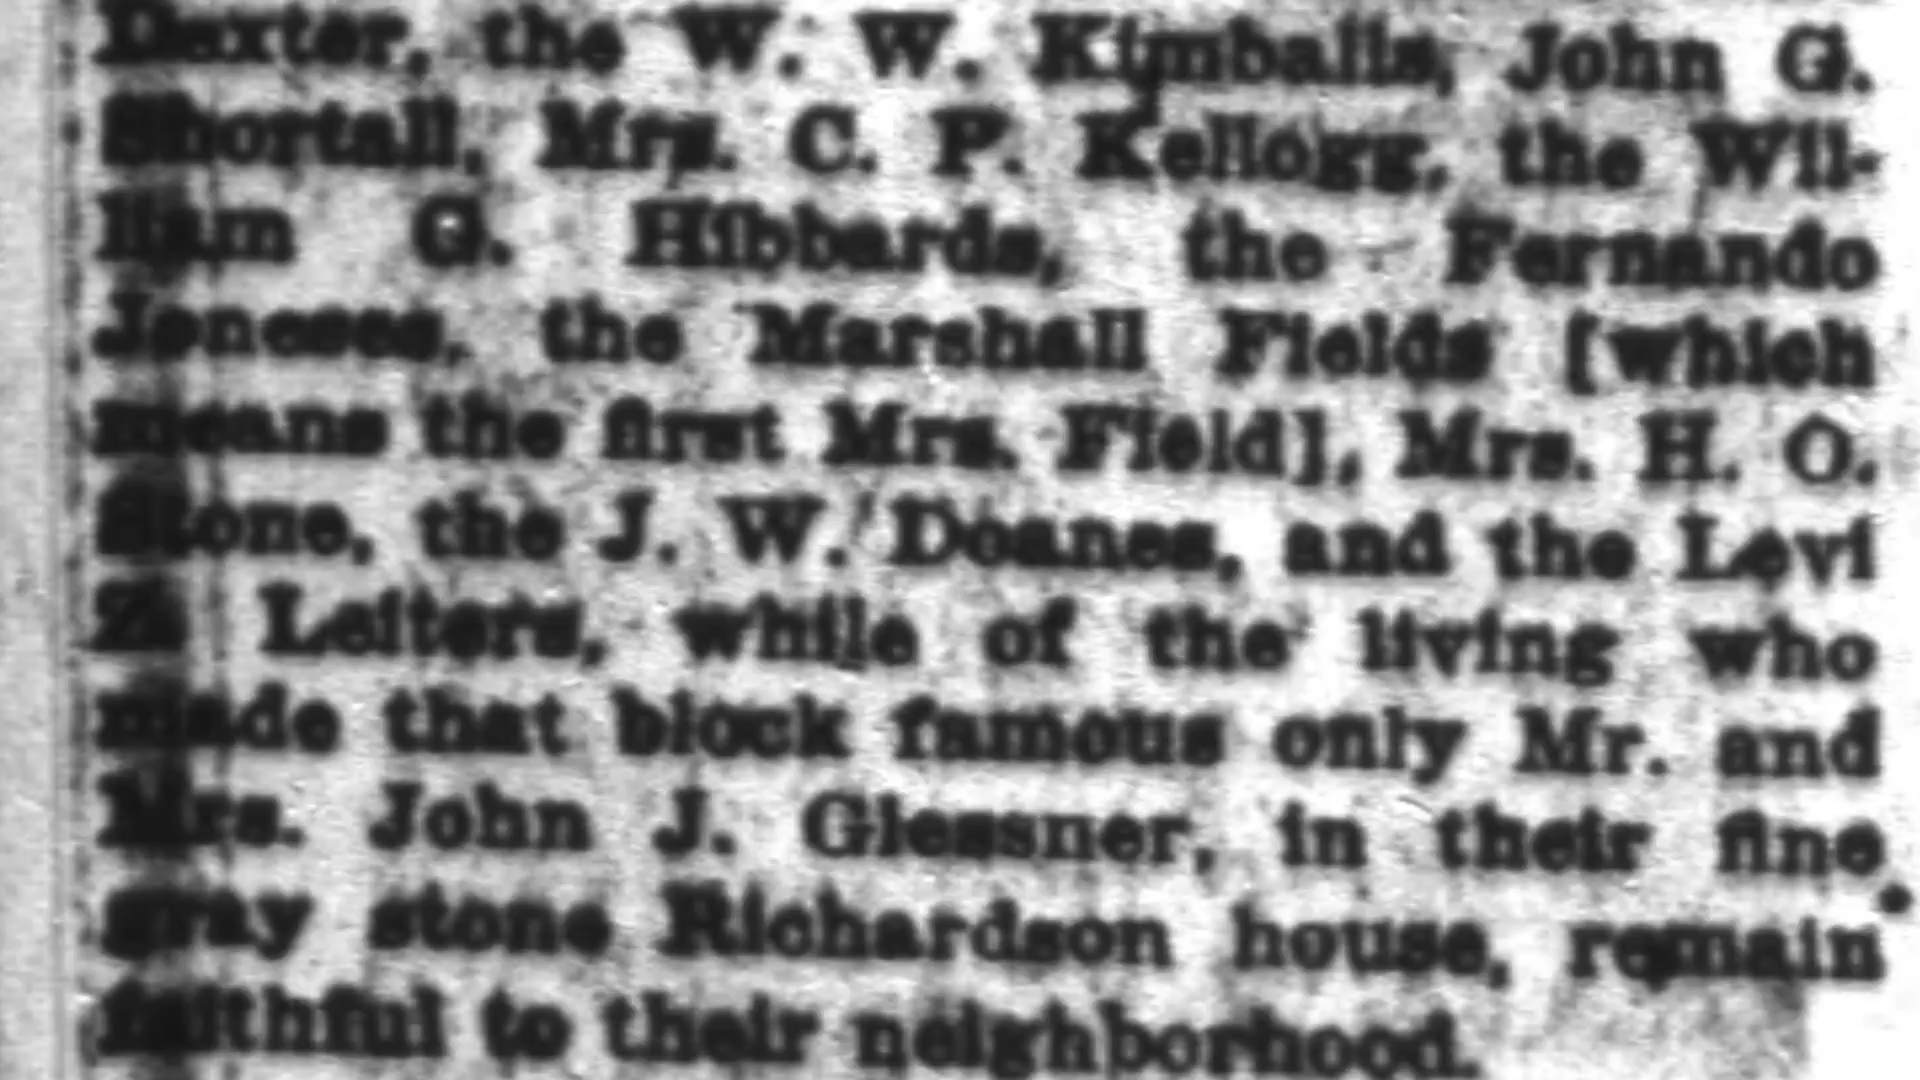 Dexter, the W. W. Kimballs, John G.
Shortall, Mrs. C. P. Kellogg, the Wil-
liam G. Hibbards, the Fernando
Joneses, the Marshall Fields [which
means the first Mrs. Field], Mrs. H. O.
Stone, the J. W. Doanes, and the Levi
Z. Leiters, while of the living who
made that block famous only Mr. and
Mrs. John J. Glessner, in their fine
gray stone Richardson house, remain
faithful to their neighborhood.